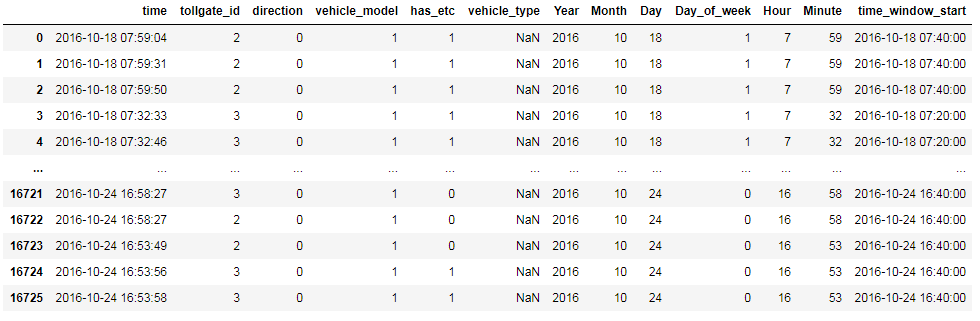 time tollgate_id direction vehicle_model has_etc vehicle_type Year Month Day Day_of_week Hour Minute time_window_start
0 2016-10-18 07:59:04 2 0 1 1 NaN 2016 10 18 1 7 59 2016-10-18 07:40:00
1 2016-10-18 07:59:31 2 0 1 1 NaN 2016 10 18 1 7 59 2016-10-18 07:40:00
2 2016-10-18 07:59:50 2 0 1 1 NaN 2016 10 18 1 7 59 2016-10-18 07:40:00
3 2016-10-18 07:32:33 3 0 1 1 NaN 2016 10 18 1 7 32 2016-10-18 07:20:00
4 2016-10-18 07:32:46 3 0 1 1 NaN 2016 10 18 1 7 32 2016-10-18 07:20:00
... ... ... ... ... ... ... ... ... ... ... ... ... ...
16721 2016-10-24 16:58:27 3 0 1 0 NaN 2016 10 24 0 16 58 2016-10-24 16:40:00
16722 2016-10-24 16:58:27 2 0 1 0 NaN 2016 10 24 0 16 58 2016-10-24 16:40:00
16723 2016-10-24 16:53:49 2 0 1 0 NaN 2016 10 24 0 16 53 2016-10-24 16:40:00
16724 2016-10-24 16:53:56 3 0 1 1 NaN 2016 10 24 0 16 53 2016-10-24 16:40:00
16725 2016-10-24 16:53:58 3 0 1 1 NaN 2016 10 24 0 16 53 2016-10-24 16:40:00